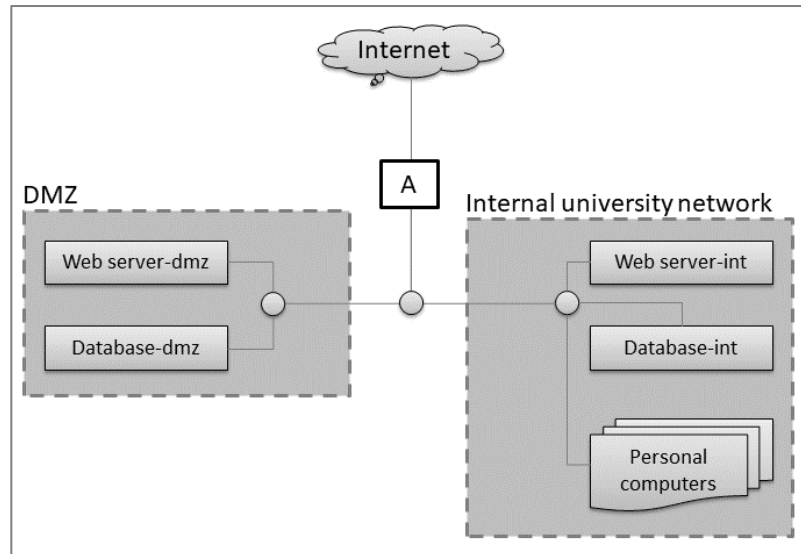 Internet
A
DMZ
Internal university network
Web server-dmz
Web server-int
Database-dmz
Database-int
Personal
computers